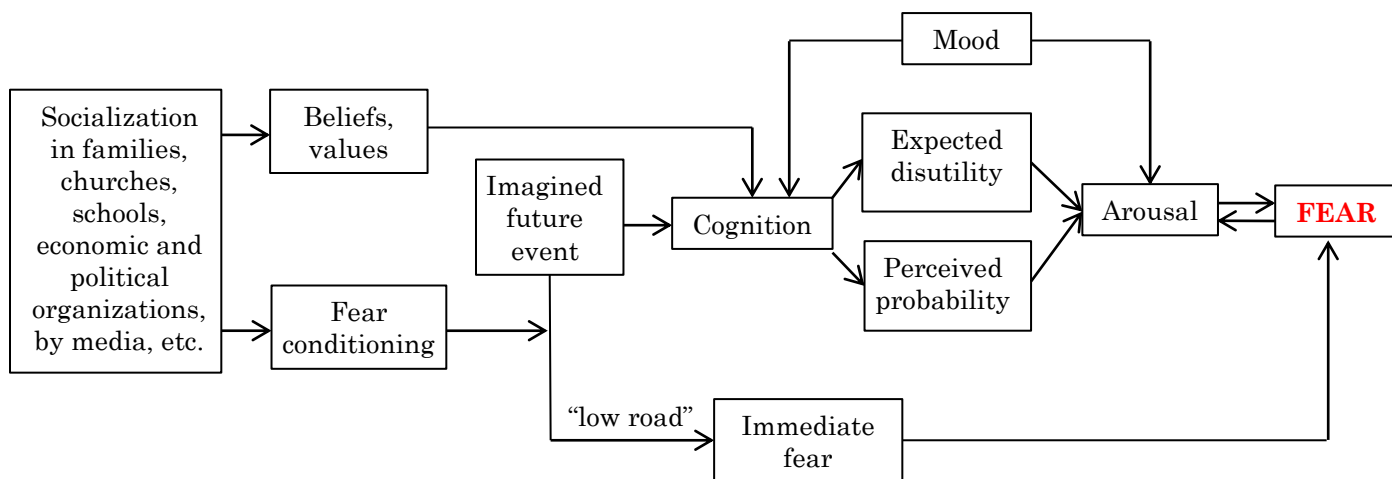 Mood
Socialization
in families,
churches,
schools,
economic and
political
organizations,
by media, etc.
Beliefs,
values
Imagined
future
event
Cognition
Expected
disutility
Perceived
probability
Arousal
FEAR
Fear
conditioning
“low road”
Immediate
fear